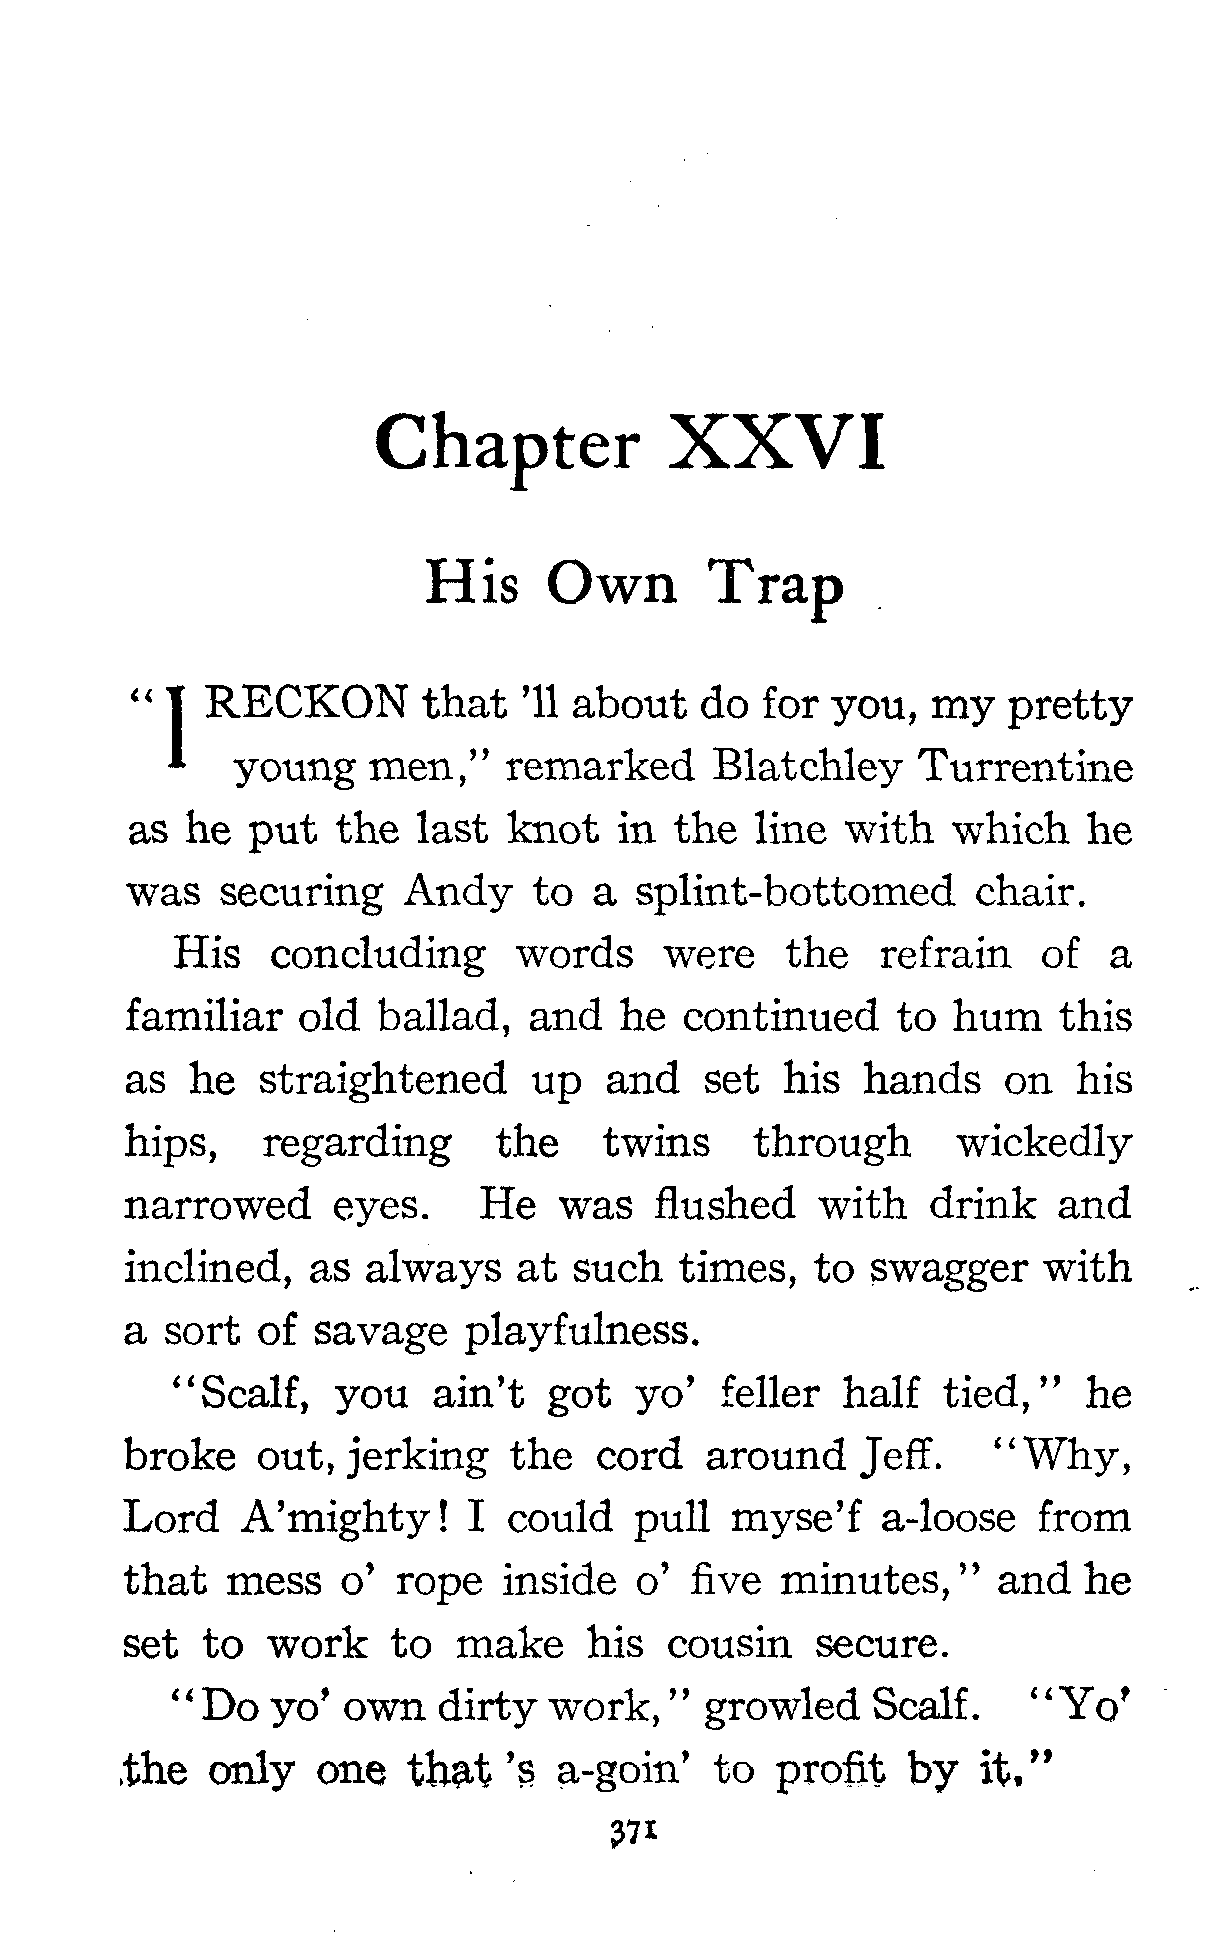 Chapter XXVI
His Own Trap
"I RECKON that 'll about do for you, my pretty
young men," remarked Blatchley Turrentine
as he put the last knot in the line with which he
was securing Andy to a splint-bottomed chair.
His concluding words were the refrain of a
familiar old ballad, and he continued to hum this
as he straightened up and set his hands on his
hips, regarding the twins through wickedly
narrowed eyes. He was flushed with drink and
inclined, as always at such times, to swagger with
a sort of savage playfulness.
"Scalf, you ain't got yo' feller half tied," he
broke out, jerking the cord around Jeff. "Why,
Lord A'mighty! I could pull myse'f a-loose from
that mess o' rope inside o' five minutes," and he
set to work to make his cousin secure.
"Do yo' own dirty work," growled Scalf. "Yo'
the only one that 's a-goin' to profit by it."
371